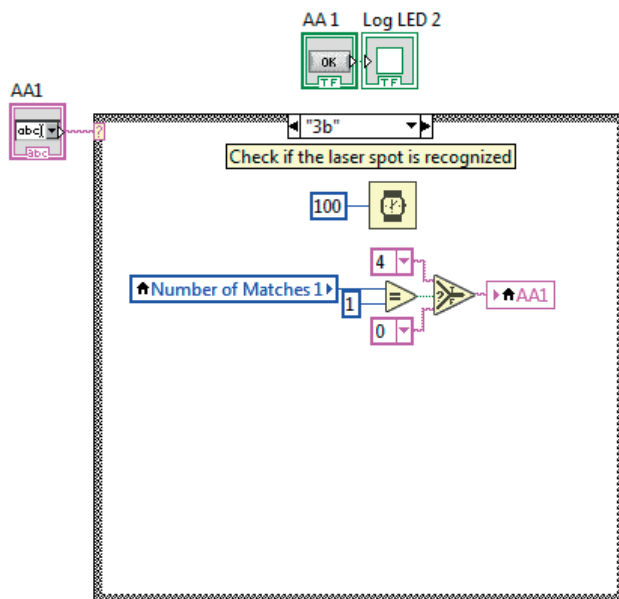 AA 1 Log LED 2
OK
TF TF
AA1
abc
abc
?
"3b"
Check if the laser spot is recognized
100
4
Number of Matches 1
1
=
?
T
F
AA1
0